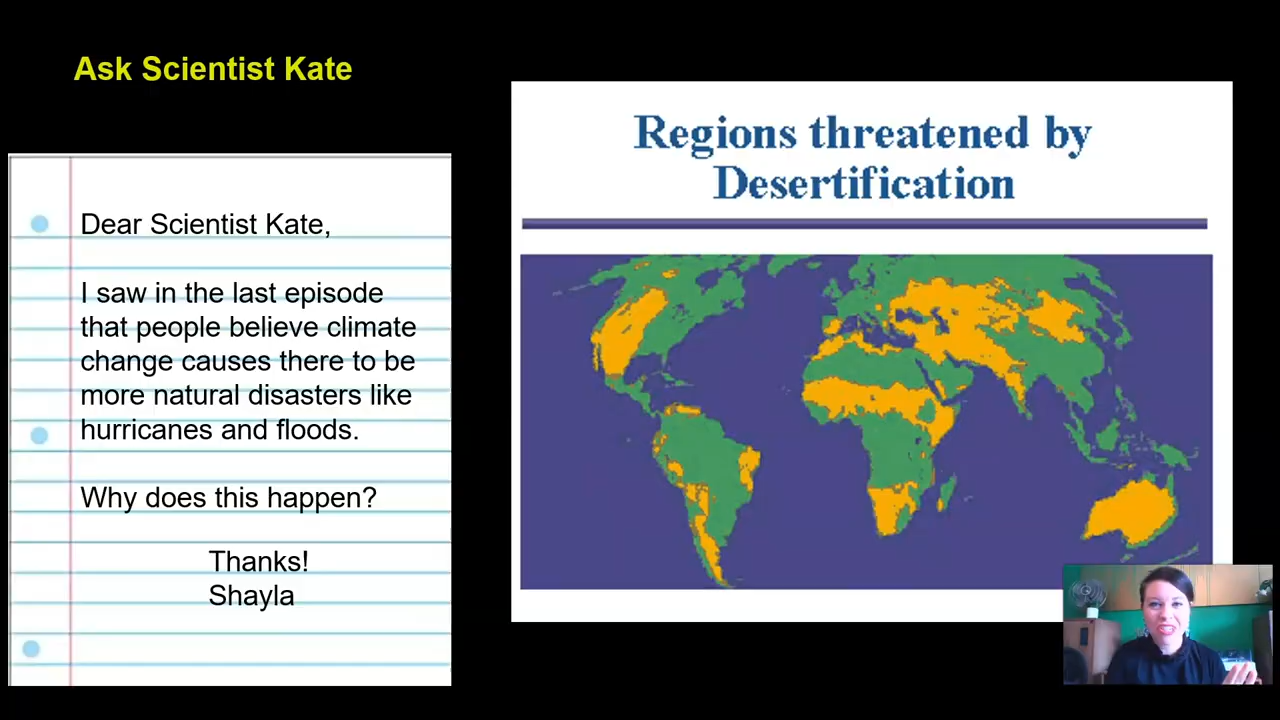 Ask Scientist Kate
Regions threatened by
Desertification
Dear Scientist Kate,
I saw in the last episode
that people believe climate
change causes there to be
more natural disasters like
hurricanes and floods.
Why does this happen?
Thanks!
Shayla